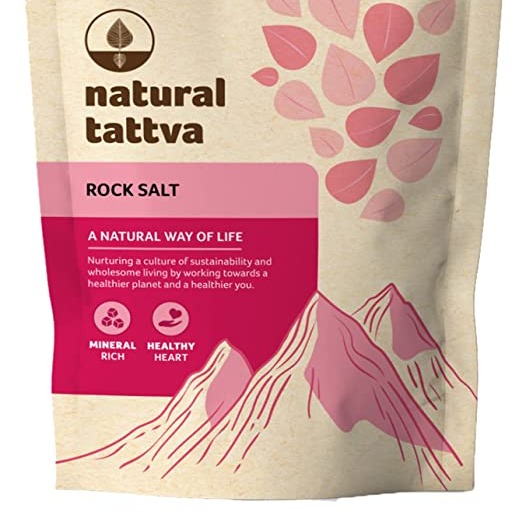 natural
tattva
ROCK SALT
A NATURAL WAY OF LIFE
Nurturing a culture of sustainability and
wholesome living by working towards a
healthier planet and a healthier you.
MINERAL
RICH
HEALTHY
HEART